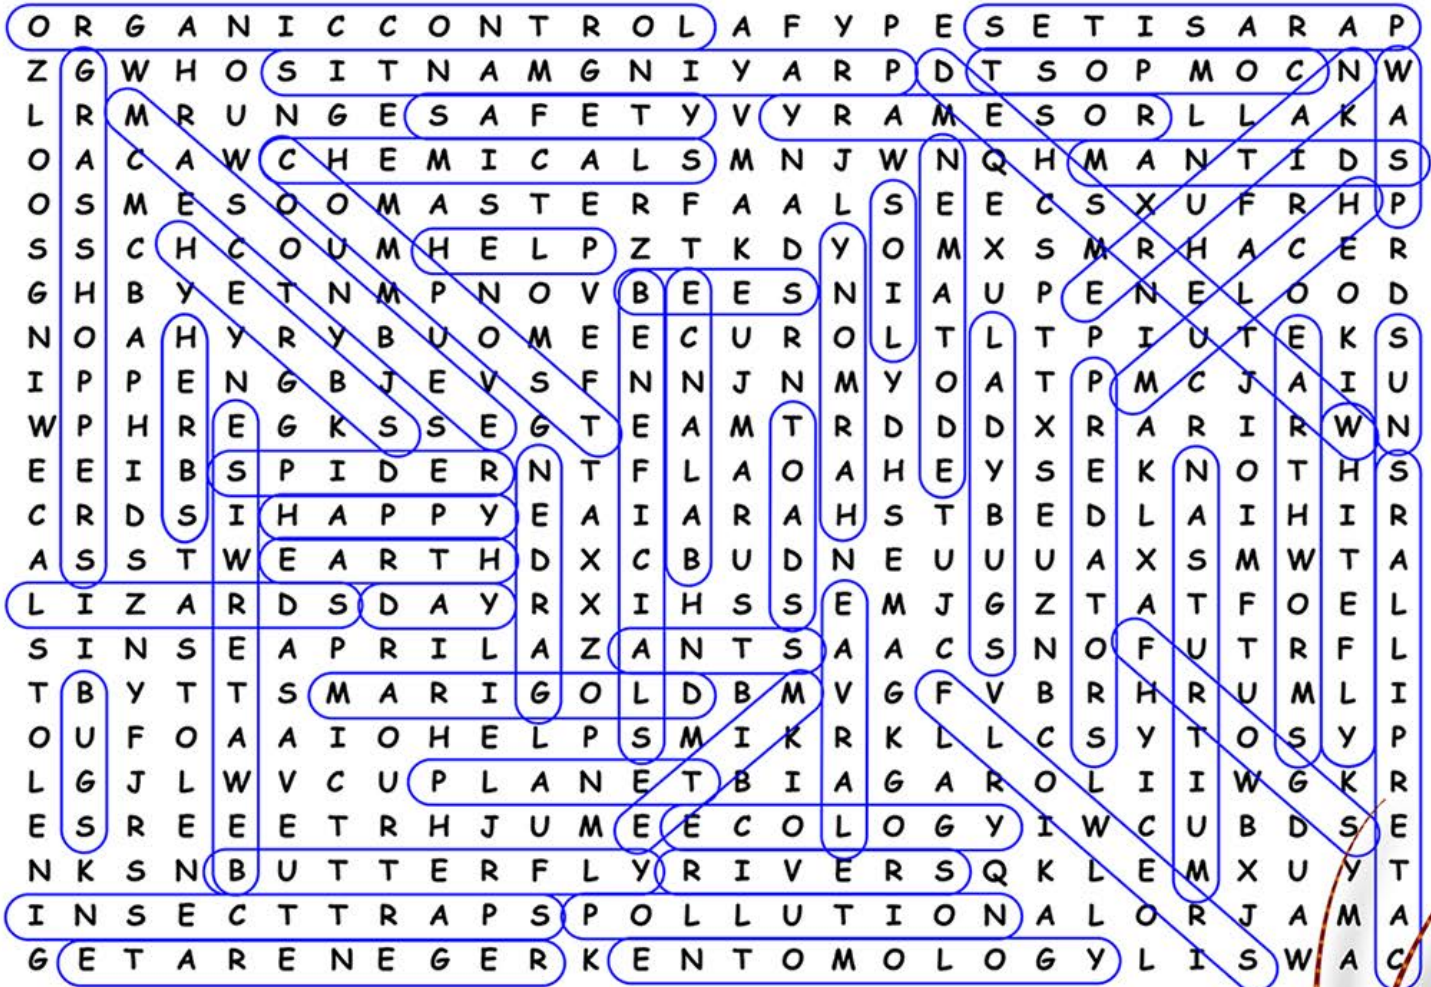 O R G A N I C C O N T R O L A F Y P E S E T I S A R A P
Z G W H O S I T N A M G N I Y A R P D T S O P M O C N W
L R M R U N G E S A F E T Y V Y R A M E S O R L L A K A
O A C A W C H E M I C A L S M N J W N Q H M A N T I D S
O S M E S O O M A S T E R F A A L S E E C S X U F R H P
S S C H C O U M H E L P Z T K D Y O M X S M R H A C E R
G H B Y E T N M P N O V B E E S N I A U P E N E L O O D
N O A H Y R Y B U O M E E C U R O L T L T P I U T E K S
I P P E N G B J E V S F N N J N M Y O A T P M C J A I U
W P H R E G K S S E G T E A M T R D D D X R A R I R W N
E E I B S P I D E R N T F L A O A H E Y S E K N O T H S
C R D S I H A P P Y E A I A R A H S T B E D L A I H I R
A S S T W E A R T H D X C B U D N E U U U A X S M W T A
L I Z A R D S D A Y R X I H S S E M J G Z T A T F O E L
S I N S E A P R I L A Z A N T S A A C S N O F U T R F L
T B Y T T S M A R I G O L D B M V G F V B R H R U M L I
O U F O A A I O H E L P S M I K R K L L C S Y T O S Y P
L G J L W V C U P L A N E T B I A G A R O L I I W G K R
E S R E E E T R H J U M E E C O L O G Y I W C U B D S E
N K S N B U T T E R F L Y R I V E R S Q K L E M X U Y T
I N S E C T T R A P S P O L L U T I O N A L O R J A M A
G E T A R E N E G E R K E N T O M O L O G Y L I S W A C